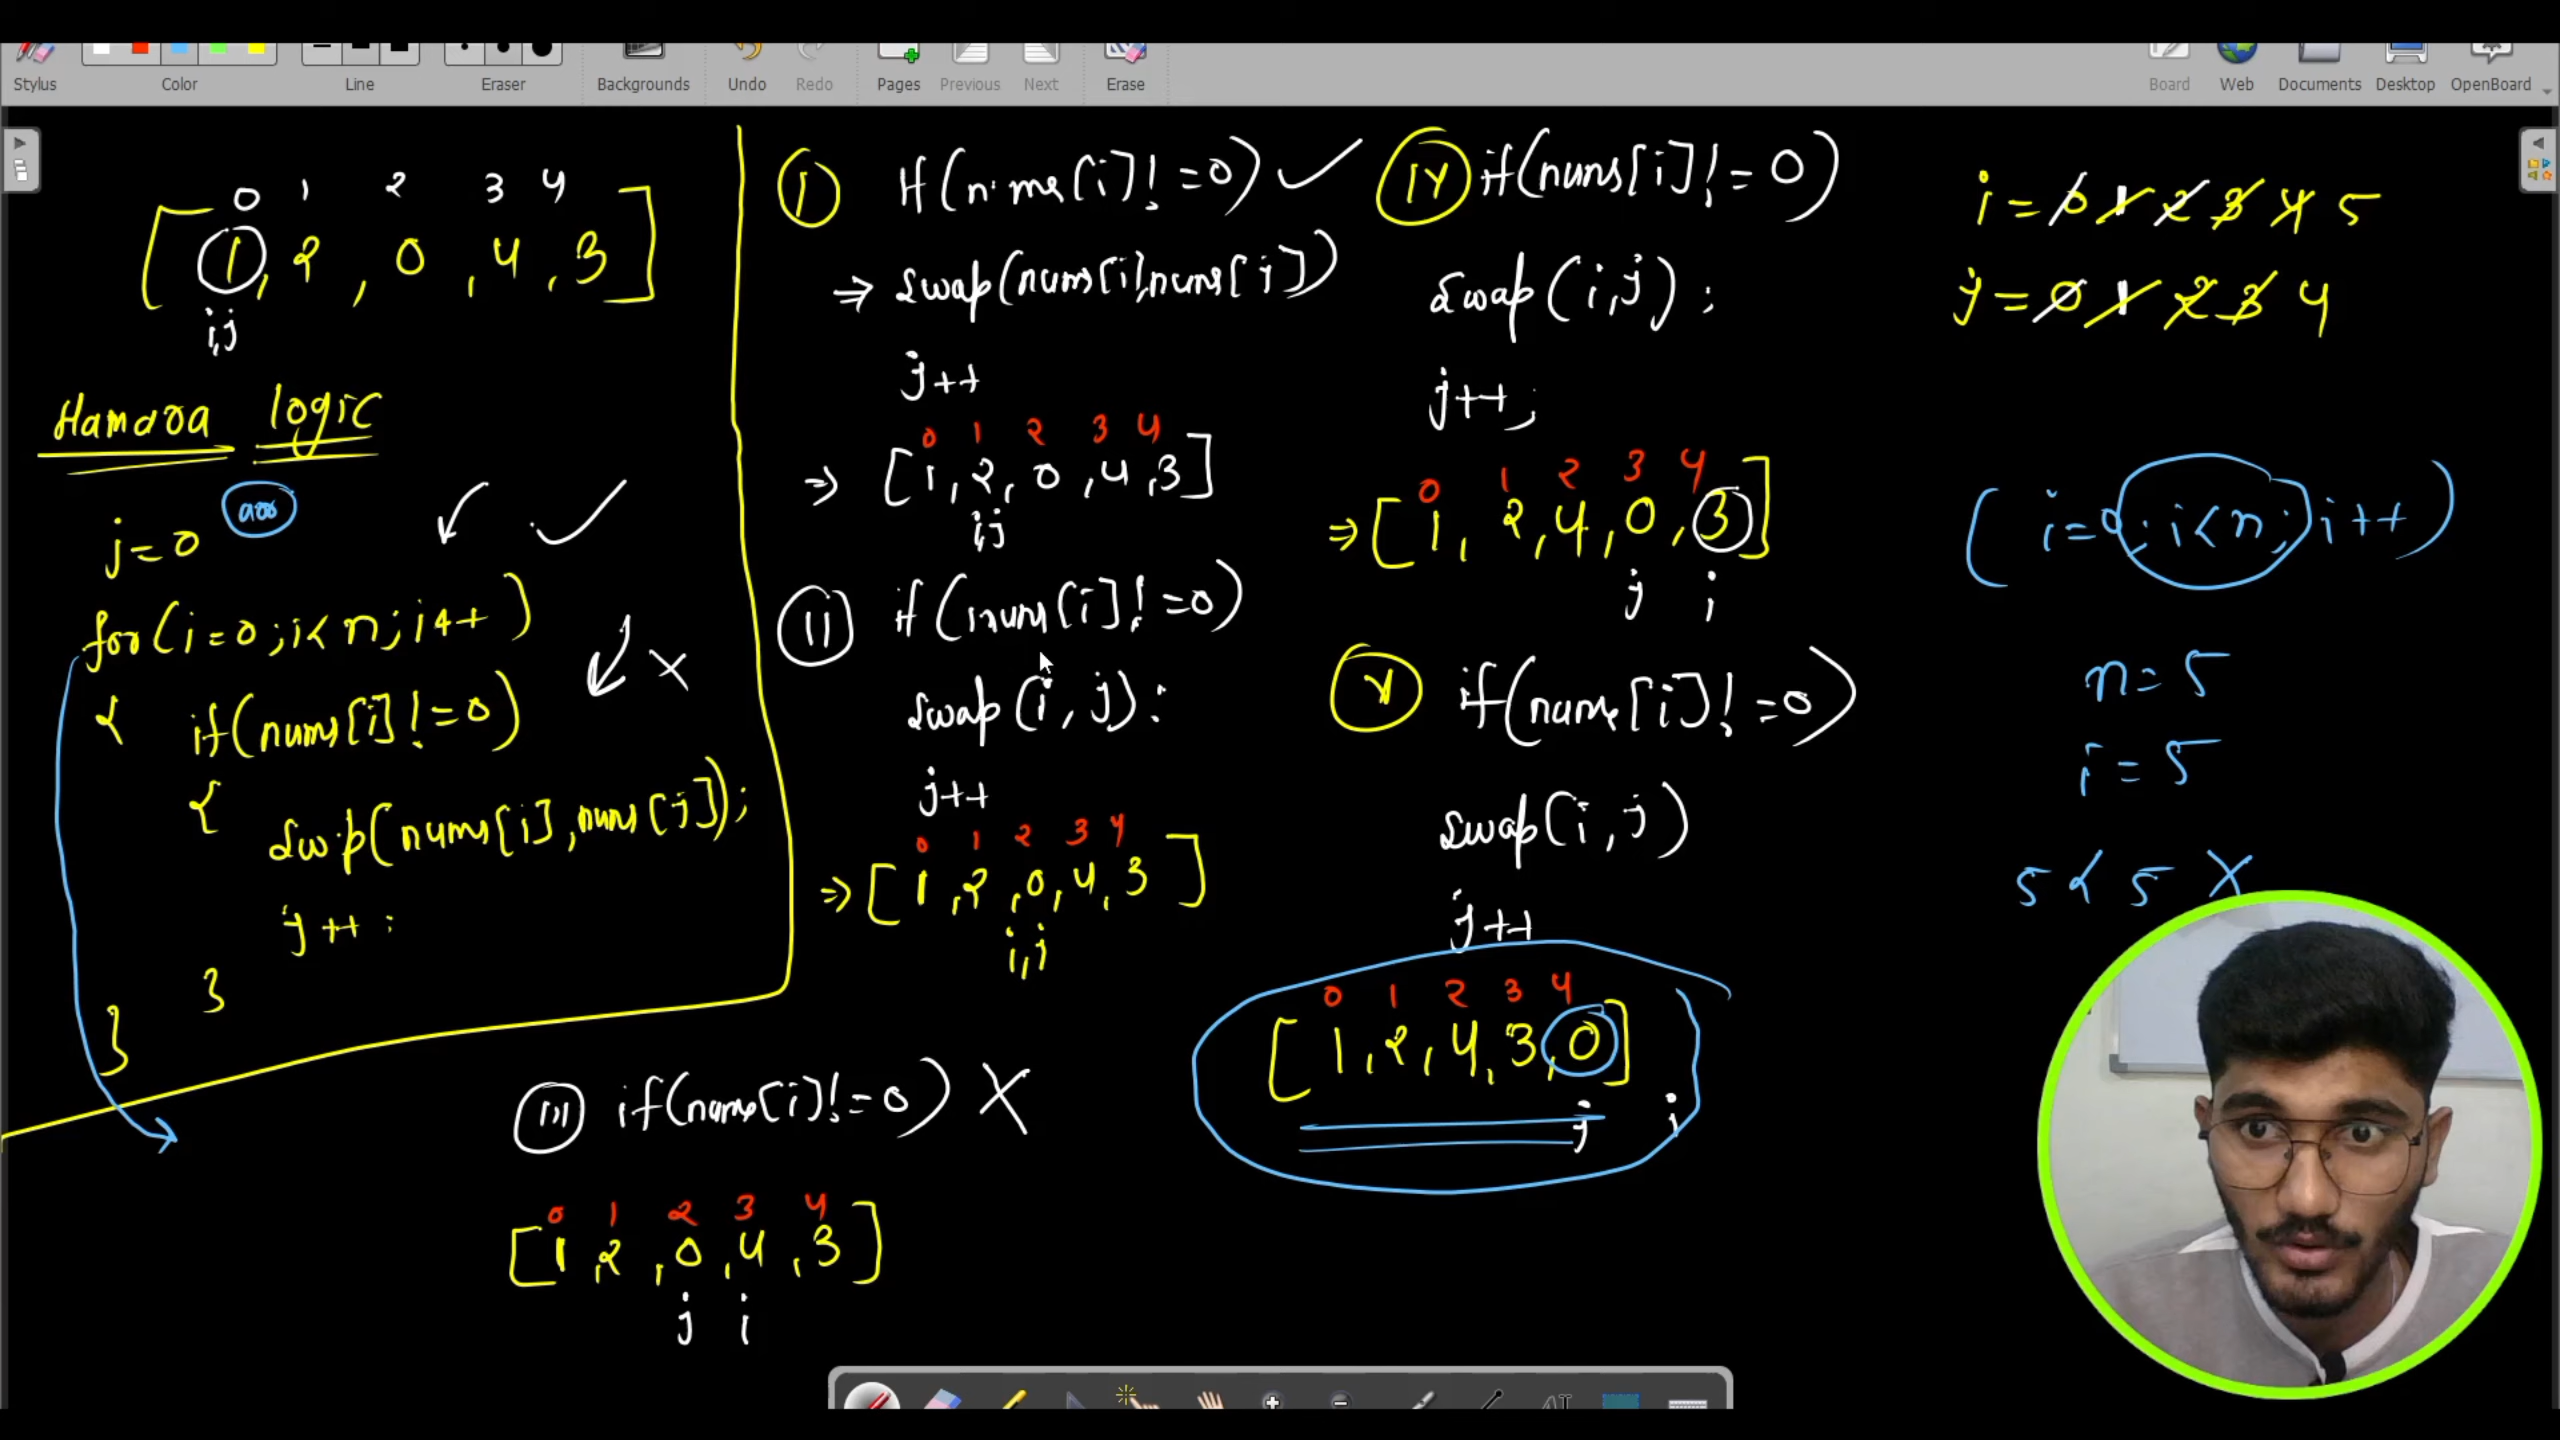 Stylus Color Line Eraser Backgrounds Undo Redo Pages Previous Next Erase Board Web Documents Desktop OpenBoard
0 1 2 3 4
[1, 2, 0, 4, 3]
i,j
Hamara logic
j=0
for(i=0;i<n;i++)
{ if(nums[i]!=0)
{
swap(nums[i],nums[j]);
j++;
}
}
I
if(nums[i]!=0) ✓
⇒ swap(nums[i],nums[j])
j++
0 1 2 3 4
⇒ [1,2,0,4,3]
i,j
II if(nums[i]!=0)
swap(i,j):
j++
0 1 2 3 4
⇒ [1,2,0,4,3]
i,j
III if(nums[i]!=0) X
0 1 2 3 4
[1,2,0,4,3]
j i
IV if(nums[i]!=0)
swap(i,j);
j++;
0 1 2 3 4
⇒ [1,2,4,0,3]
j i
V if(nums[i]!=0)
swap(i,j)
j++
0 1 2 3 4
[1,2,4,3,0]
j i
i=0 1 2 3 4 5
j=0 1 2 3 4
(i=0;i<n;i++)
n=5
i=5
5<5 X